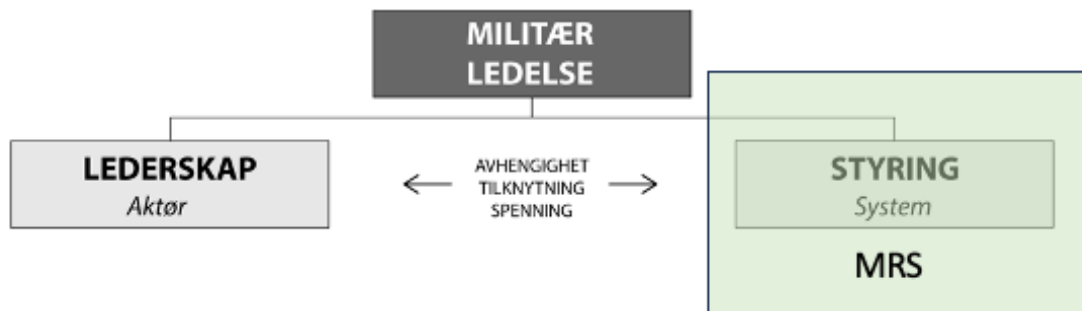 MILITÆR
LEDELSE
LEDERSKAP
Aktør
AVHENGIGHET
TILKNYTNING
SPENNING
STYRING
System
MRS